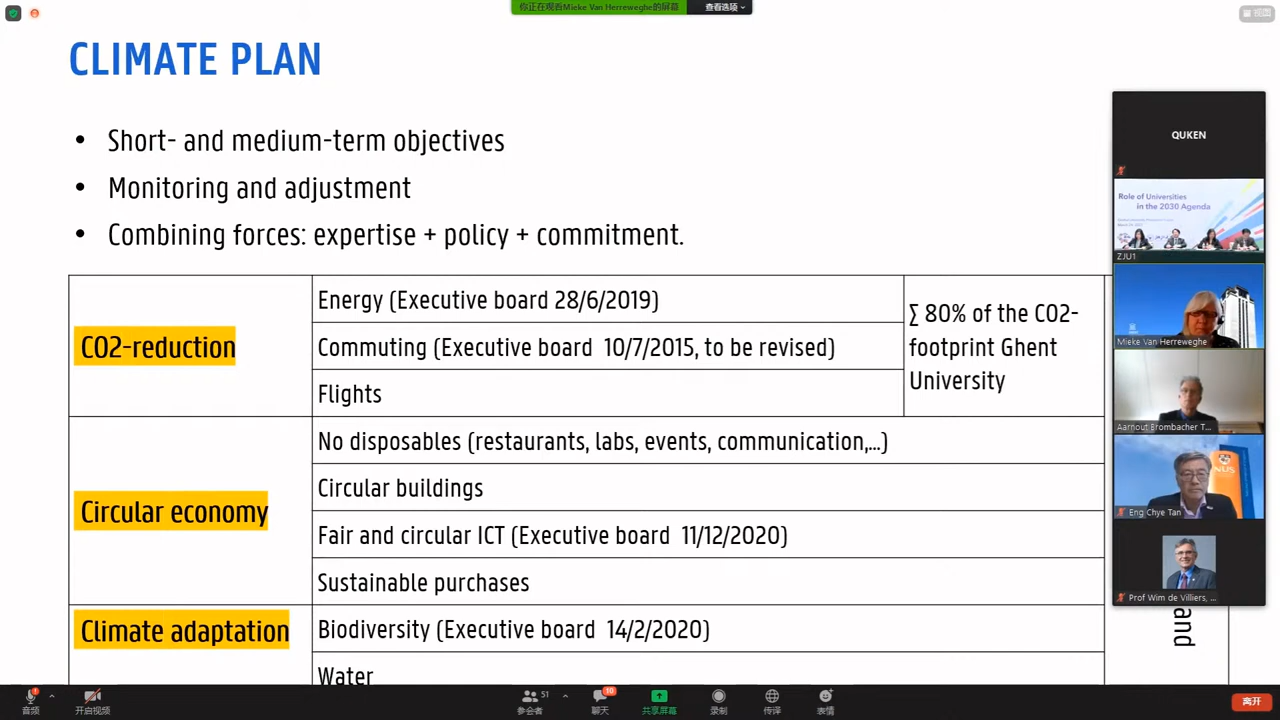 你正在观看Mieke Van Herreweghe的屏幕
查看选项
视图
CLIMATE PLAN
• Short- and medium-term objectives
• Monitoring and adjustment
• Combining forces: expertise + policy + commitment.
CO2-reduction
Energy (Executive board 28/6/2019)
Commuting (Executive board 10/7/2015, to be revised)
Flights
∑ 80% of the CO2-
footprint Ghent
University
Circular economy
No disposables (restaurants, labs, events, communication,…)
Circular buildings
Fair and circular ICT (Executive board 11/12/2020)
Sustainable purchases
Climate adaptation
Biodiversity (Executive board 14/2/2020)
Water
and
QUKEN
Role of Universities
in the 2030 Agenda
ZJU1
Mieke Van Herreweghe
Aarnout Brombacher T...
NUS
Eng Chye Tan
Prof Wim de Villiers, ...
音频
开启视频
51
参会者
10
聊天
共享屏幕
录制
传译
表情
离开